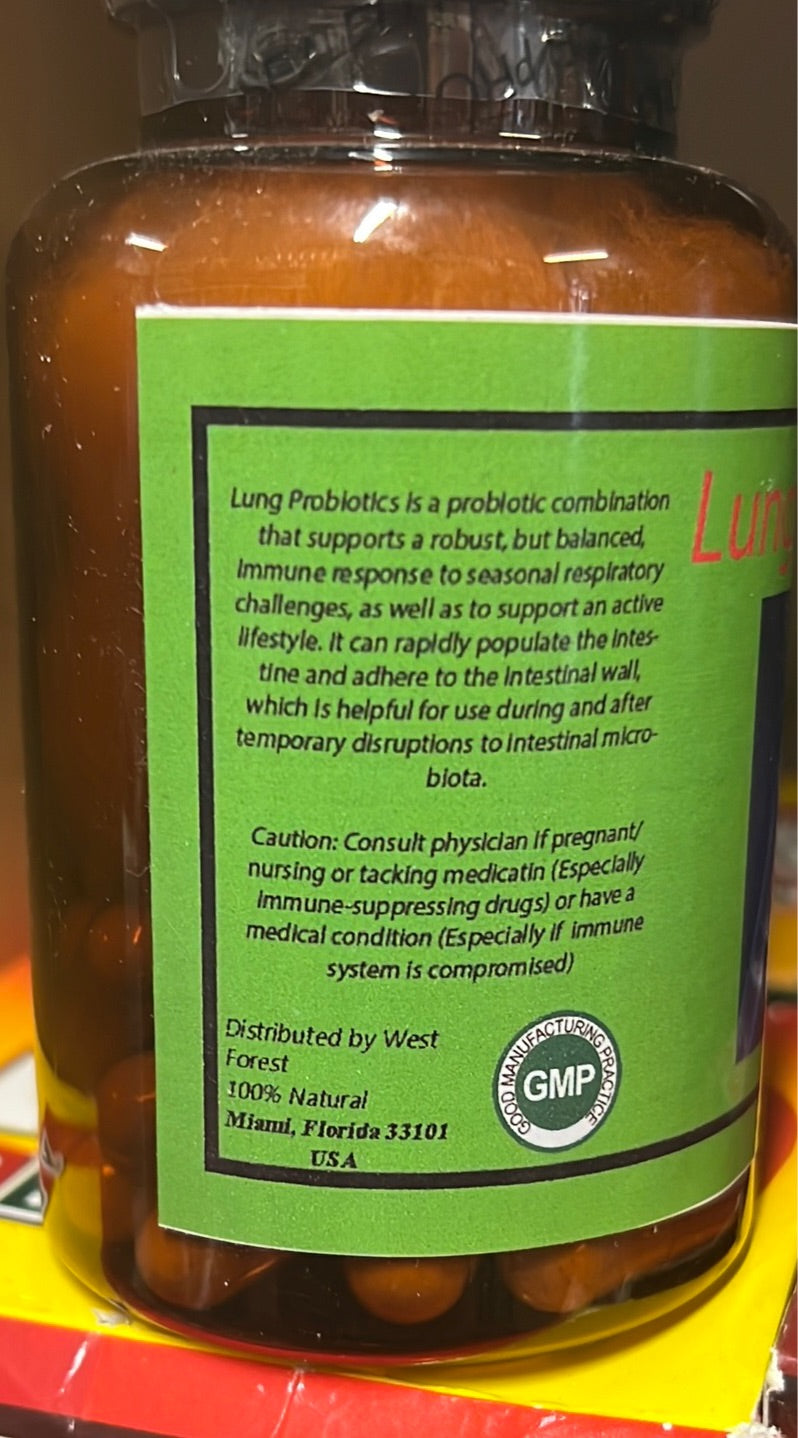 Lung Probiotics is a probiotic combination
that supports a robust, but balanced,
immune response to seasonal respiratory
challenges, as well as to support an active
lifestyle. It can rapidly populate the intes-
tine and adhere to the intestinal wall,
which is helpful for use during and after
temporary disruptions to intestinal micro-
biota.
Caution: Consult physician if pregnant/
nursing or tacking medicatin (Especially
immune-suppressing drugs) or have a
medical condition (Especially if immune
system is compromised)
Distributed by West
Forest
100% Natural
Miami, Florida 33101
USA
GOOD MANUFACTURING PRACTICE
GMP
Lung